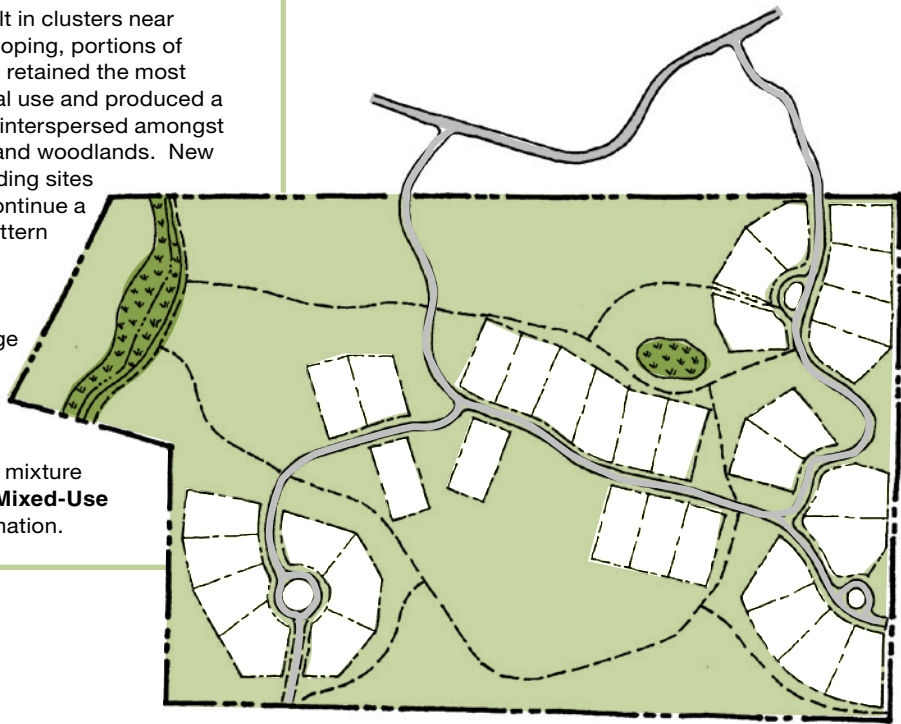 lt in clusters near
oping, portions of
retained the most
al use and produced a
interspersed amongst
and woodlands.  New
ding sites
ontinue a
ttern
ge
mixture
Mixed-Use
nation.